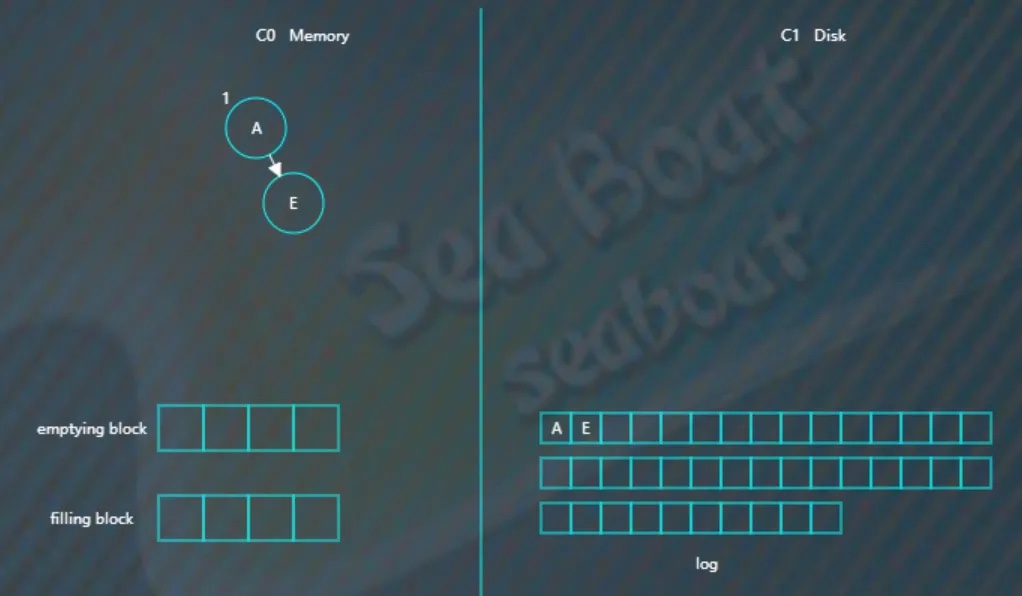 C0 Memory
C1 Disk
1
A
E
Sea Boat
seaboat
emptying block
A E
filling block
log